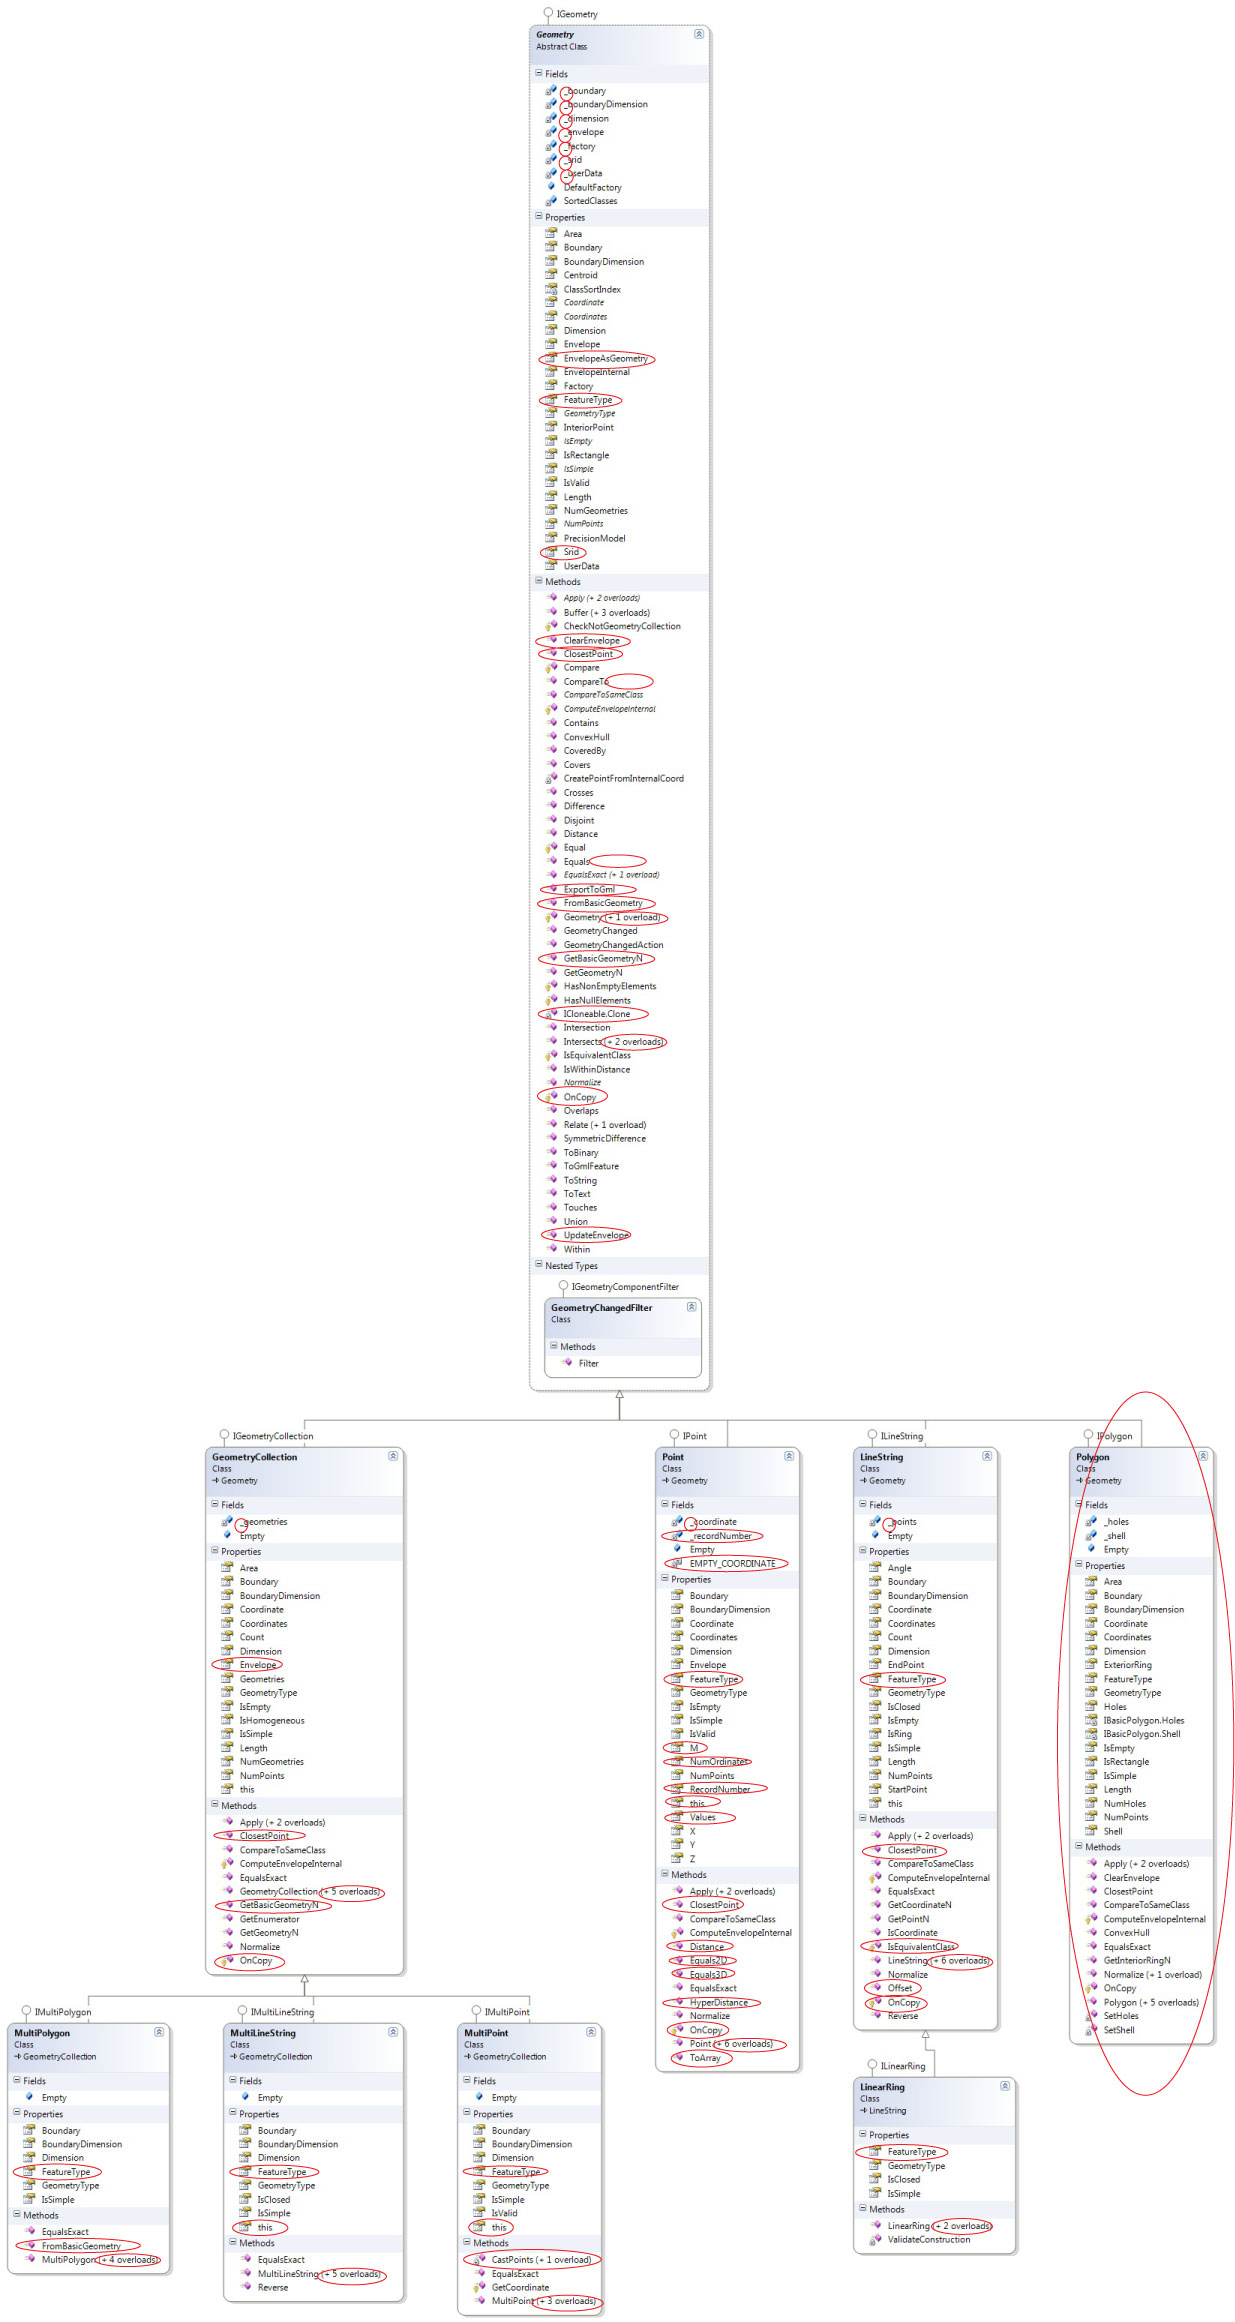 IGeometry
Geometry
Abstract Class
Fields
_boundary
_boundaryDimension
_dimension
_envelope
_factory
_srid
_userData
DefaultFactory
SortedClasses
Properties
Area
Boundary
BoundaryDimension
Centroid
ClassSortIndex
Coordinate
Coordinates
Dimension
Envelope
EnvelopeAsGeometry
EnvelopeInternal
Factory
FeatureType
GeometryType
InteriorPoint
IsEmpty
IsRectangle
IsSimple
IsValid
Length
NumGeometries
NumPoints
PrecisionModel
Srid
UserData
Methods
Apply (+ 2 overloads)
Buffer (+ 3 overloads)
CheckNotGeometryCollection
ClearEnvelope
ClosestPoint
Compare
CompareTo
CompareToSameClass
ComputeEnvelopeInternal
Contains
ConvexHull
CoveredBy
Covers
CreatePointFromInternalCoord
Crosses
Difference
Disjoint
Distance
Equal
Equals
EqualsExact (+ 1 overload)
ExportToGml
FromBasicGeometry
Geometry (+ 1 overload)
GeometryChanged
GeometryChangedAction
GetBasicGeometryN
GetGeometryN
HasNonEmptyElements
HasNullElements
ICloneable.Clone
Intersection
Intersects (+ 2 overloads)
IsEquivalentClass
IsWithinDistance
Normalize
OnCopy
Overlaps
Relate (+ 1 overload)
SymmetricDifference
ToBinary
ToGmlFeature
ToString
ToText
Touches
Union
UpdateEnvelope
Within
Nested Types
IGeometryComponentFilter
GeometryChangedFilter
Class
Methods
Filter
IGeometryCollection
GeometryCollection
Class
Geometry
Fields
_geometries
Empty
Properties
Area
Boundary
BoundaryDimension
Coordinate
Coordinates
Count
Dimension
Envelope
Geometries
GeometryType
IsEmpty
IsHomogeneous
IsSimple
Length
NumGeometries
NumPoints
this
Methods
Apply (+ 2 overloads)
ClosestPoint
CompareToSameClass
ComputeEnvelopeInternal
EqualsExact
GeometryCollection (+ 5 overloads)
GetBasicGeometryN
GetEnumerator
GetGeometryN
Normalize
OnCopy
IPoint
Point
Class
Geometry
Fields
_coordinate
_recordNumber
Empty
EMPTY_COORDINATE
Properties
Boundary
BoundaryDimension
Coordinate
Coordinates
Dimension
Envelope
FeatureType
GeometryType
IsEmpty
IsSimple
IsValid
M
NumOrdinates
NumPoints
RecordNumber
this
Values
X
Y
Z
Methods
Apply (+ 2 overloads)
ClosestPoint
CompareToSameClass
ComputeEnvelopeInternal
Distance
Equals2D
Equals3D
EqualsExact
HyperDistance
Normalize
OnCopy
Point (+ 6 overloads)
ToArray
ILineString
LineString
Class
Geometry
Fields
_points
Empty
Properties
Angle
Boundary
BoundaryDimension
Coordinate
Coordinates
Count
Dimension
EndPoint
FeatureType
GeometryType
IsClosed
IsEmpty
IsRing
IsSimple
Length
NumPoints
StartPoint
this
Methods
Apply (+ 2 overloads)
ClosestPoint
CompareToSameClass
ComputeEnvelopeInternal
EqualsExact
GetCoordinateN
GetPointN
IsCoordinate
IsEquivalentClass
LineString (+ 6 overloads)
Normalize
Offset
OnCopy
Reverse
IPolygon
Polygon
Class
Geometry
Fields
_holes
_shell
Empty
Properties
Area
Boundary
BoundaryDimension
Coordinate
Coordinates
Dimension
ExteriorRing
FeatureType
GeometryType
Holes
IBasicPolygon.Holes
IBasicPolygon.Shell
IsEmpty
IsRectangle
IsSimple
Length
NumHoles
NumPoints
Shell
Methods
Apply (+ 2 overloads)
ClearEnvelope
ClosestPoint
CompareToSameClass
ComputeEnvelopeInternal
ConvexHull
EqualsExact
GetInteriorRingN
Normalize (+ 1 overload)
OnCopy
Polygon (+ 5 overloads)
SetHoles
SetShell
IMultiPolygon
MultiPolygon
Class
GeometryCollection
Fields
Empty
Properties
Boundary
BoundaryDimension
Dimension
FeatureType
GeometryType
IsSimple
Methods
EqualsExact
FromBasicGeometry
MultiPolygon (+ 4 overloads)
IMultiLineString
MultiLineString
Class
GeometryCollection
Fields
Empty
Properties
Boundary
BoundaryDimension
Dimension
FeatureType
GeometryType
IsClosed
IsSimple
this
Methods
EqualsExact
MultiLineString (+ 5 overloads)
Reverse
IMultiPoint
MultiPoint
Class
GeometryCollection
Fields
Empty
Properties
Boundary
BoundaryDimension
Dimension
FeatureType
GeometryType
IsSimple
IsValid
this
Methods
CastPoints (+ 1 overload)
EqualsExact
GetCoordinate
MultiPoint (+ 3 overloads)
ILinearRing
LinearRing
Class
LineString
Properties
FeatureType
GeometryType
IsClosed
IsSimple
Methods
LinearRing (+ 2 overloads)
ValidateConstruction